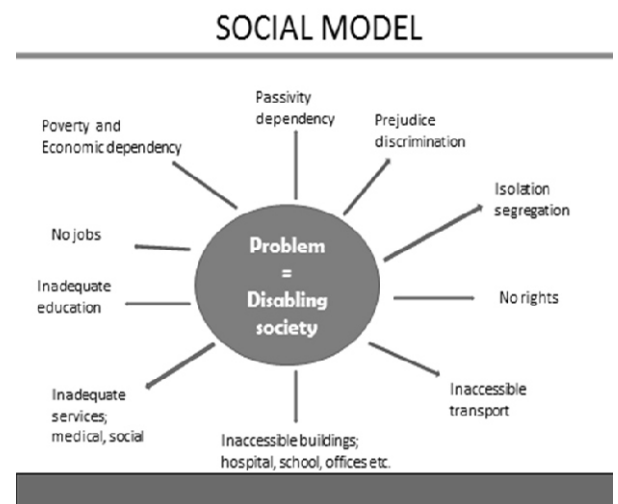 SOCIAL MODEL
Passivity
dependency
Prejudice
discrimination
Poverty and
Economic dependency
Isolation
segregation
No jobs
Problem
=
Disabling
society
Inadequate
education
No rights
Inaccessible
transport
Inadequate
services;
medical, social
Inaccessible buildings;
hospital, school, offices etc.